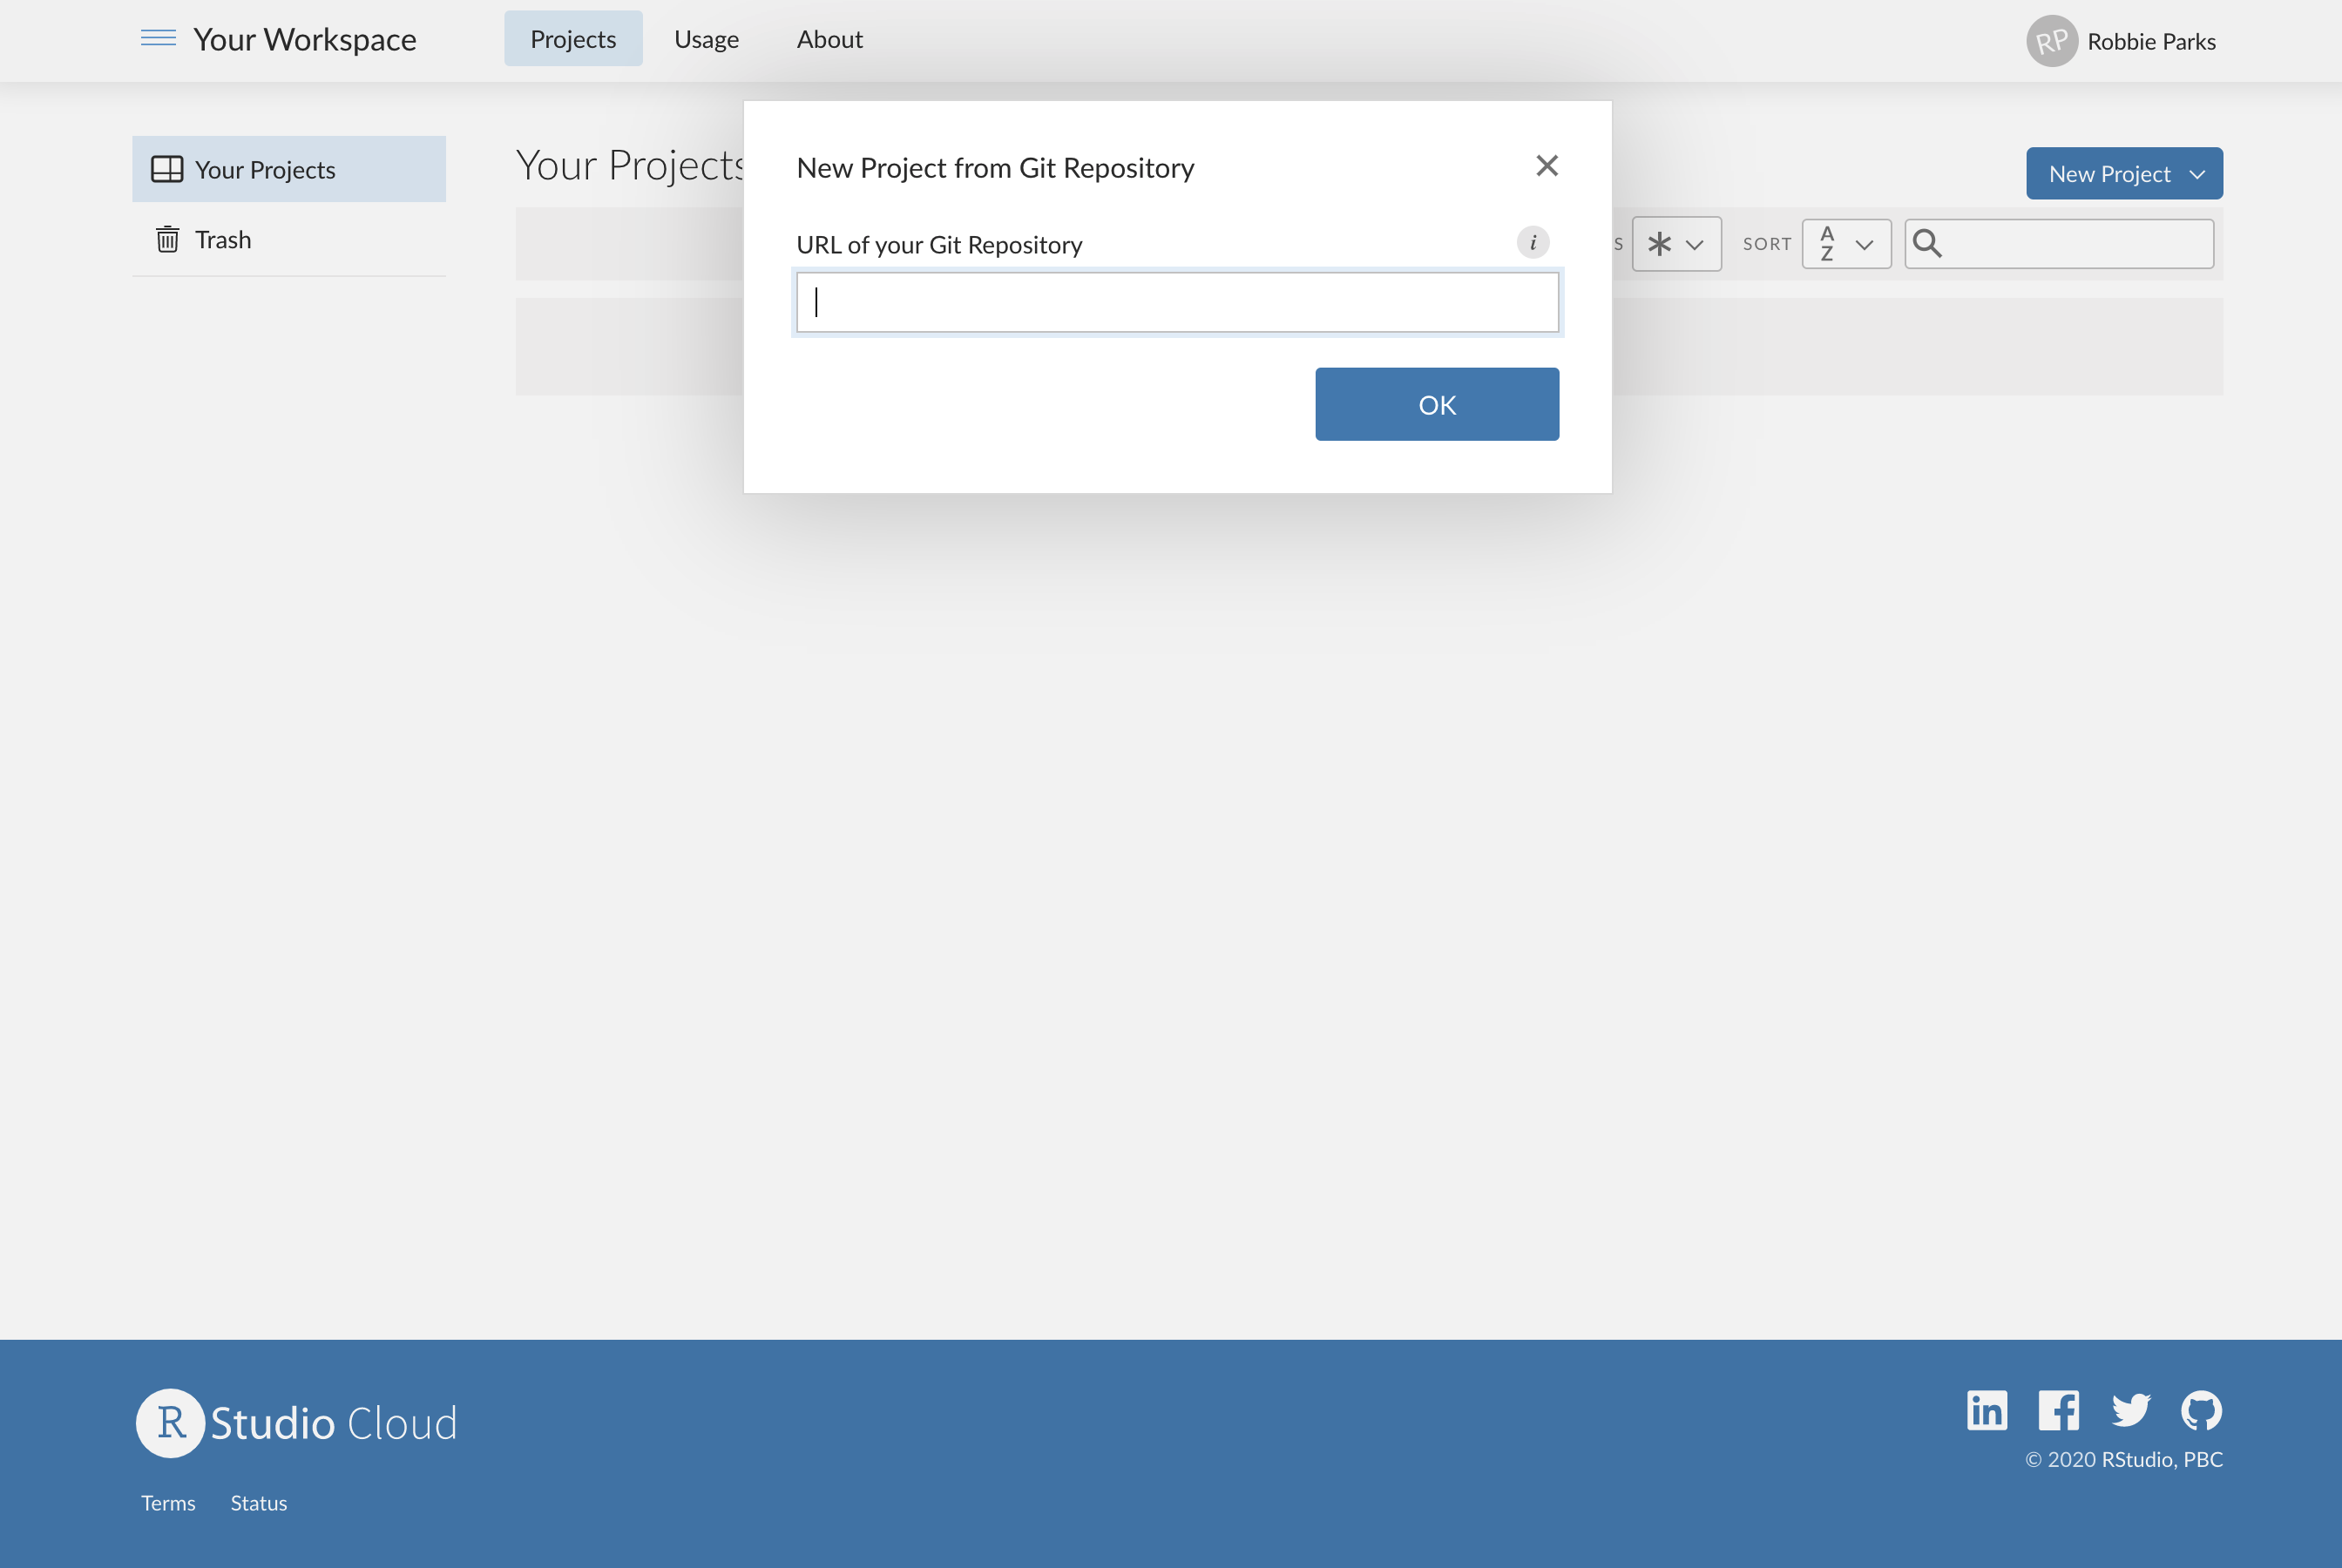 Your Workspace
Projects
Usage
About
RP
Robbie Parks
Your Projects
Trash
Your Projects
New Project
New Project from Git Repository
URL of your Git Repository
i
OK
S
SORT
A
Z
R Studio Cloud
Terms
Status
in
f
© 2020 RStudio, PBC